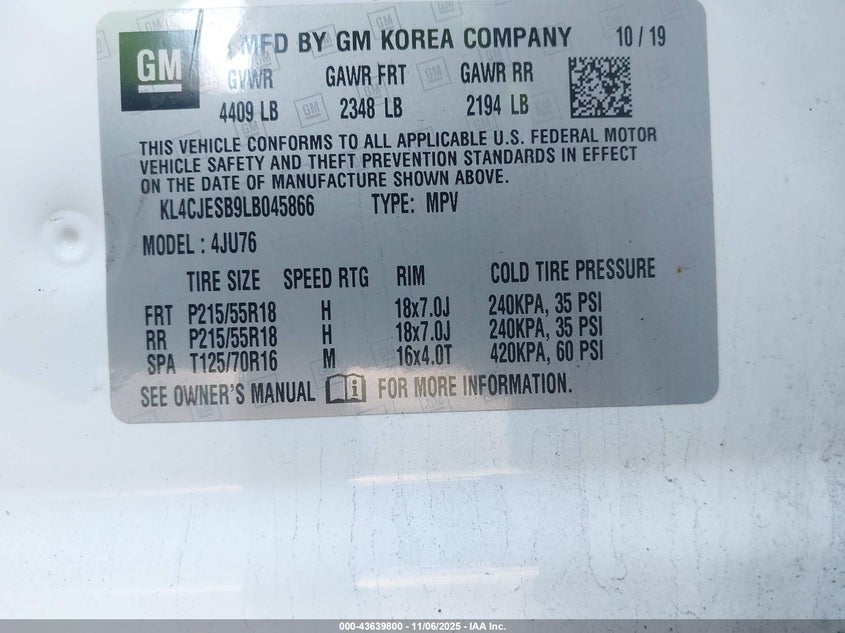 GM MFD BY GM KOREA COMPANY 10 / 19
GVWR GAWR FRT GAWR RR
4409 LB 2348 LB 2194 LB
THIS VEHICLE CONFORMS TO ALL APPLICABLE U.S. FEDERAL MOTOR
VEHICLE SAFETY AND THEFT PREVENTION STANDARDS IN EFFECT
ON THE DATE OF MANUFACTURE SHOWN ABOVE.
KL4CJESB9LB045866 TYPE: MPV
MODEL : 4JU76
TIRE SIZE SPEED RTG RIM COLD TIRE PRESSURE
FRT P215/55R18 H 18x7.0J 240KPA, 35 PSI
RR P215/55R18 H 18x7.0J 240KPA, 35 PSI
SPA T125/70R16 M 16x4.0T 420KPA, 60 PSI
SEE OWNER'S MANUAL i FOR MORE INFORMATION.
000-43639800 - 11/06/2025 - IAA Inc.